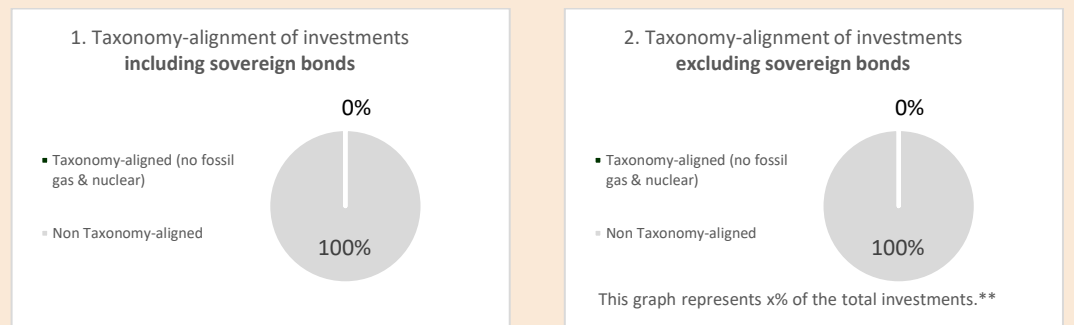 1. Taxonomy-alignment of investments
including sovereign bonds
0%
Taxonomy-aligned (no fossil
gas & nuclear)
Non Taxonomy-aligned
100%
2. Taxonomy-alignment of investments
excluding sovereign bonds
0%
Taxonomy-aligned (no fossil
gas & nuclear)
Non Taxonomy-aligned
100%
This graph represents x% of the total investments.**